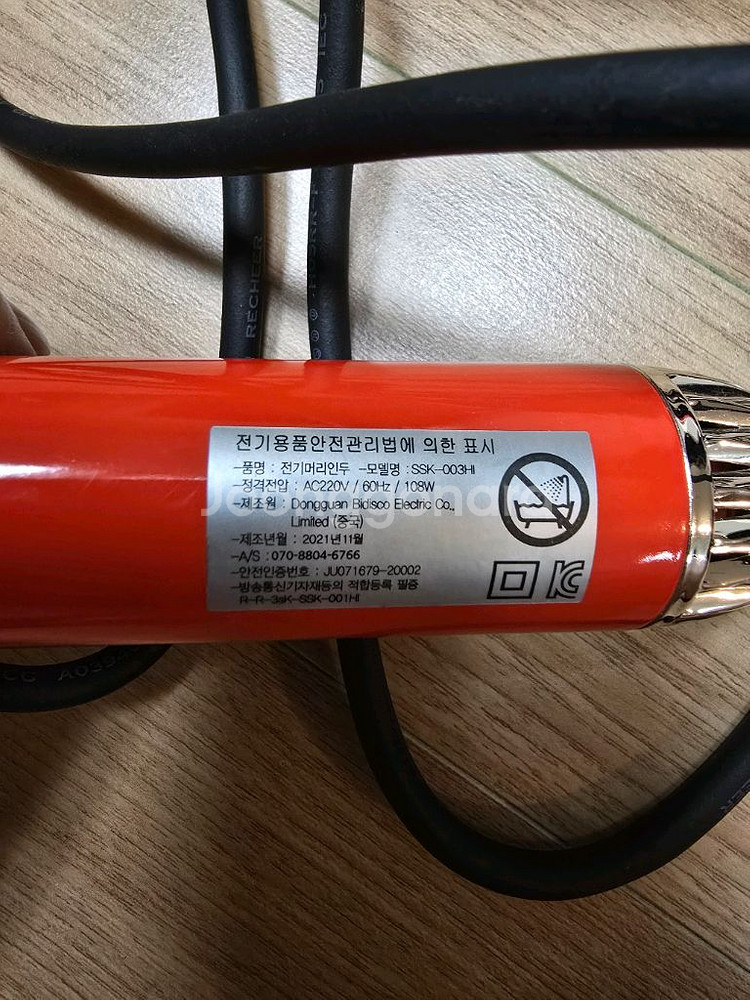 RECHEER
전기용품안전관리법에 의한 표시
-품명 : 전기머리인두 -모델명 : SSK-003HI
-정격전압 : AC220V / 60Hz / 108W
-제조원 : Dongguan Bidisco Electric Co.,
Limited (중국)
-제조년월 : 2021년11월
-A/S : 070-8804-6766
-안전인증번호 : JU071679-20002
-방송통신기자재등의 적합등록 필증
R-R-3sK-SSK-001HI
Joonggonara